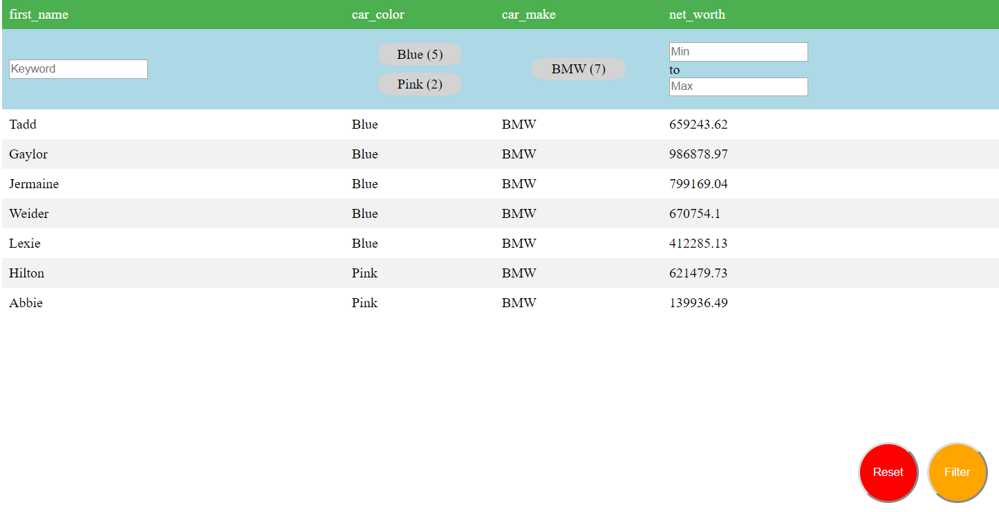 first_name car_color car_make net_worth
Keyword Blue (5) Pink (2) BMW (7) Min to Max
Tadd Blue BMW 659243.62
Gaylor Blue BMW 986878.97
Jermaine Blue BMW 799169.04
Weider Blue BMW 670754.1
Lexie Blue BMW 412285.13
Hilton Pink BMW 621479.73
Abbie Pink BMW 139936.49
Reset Filter